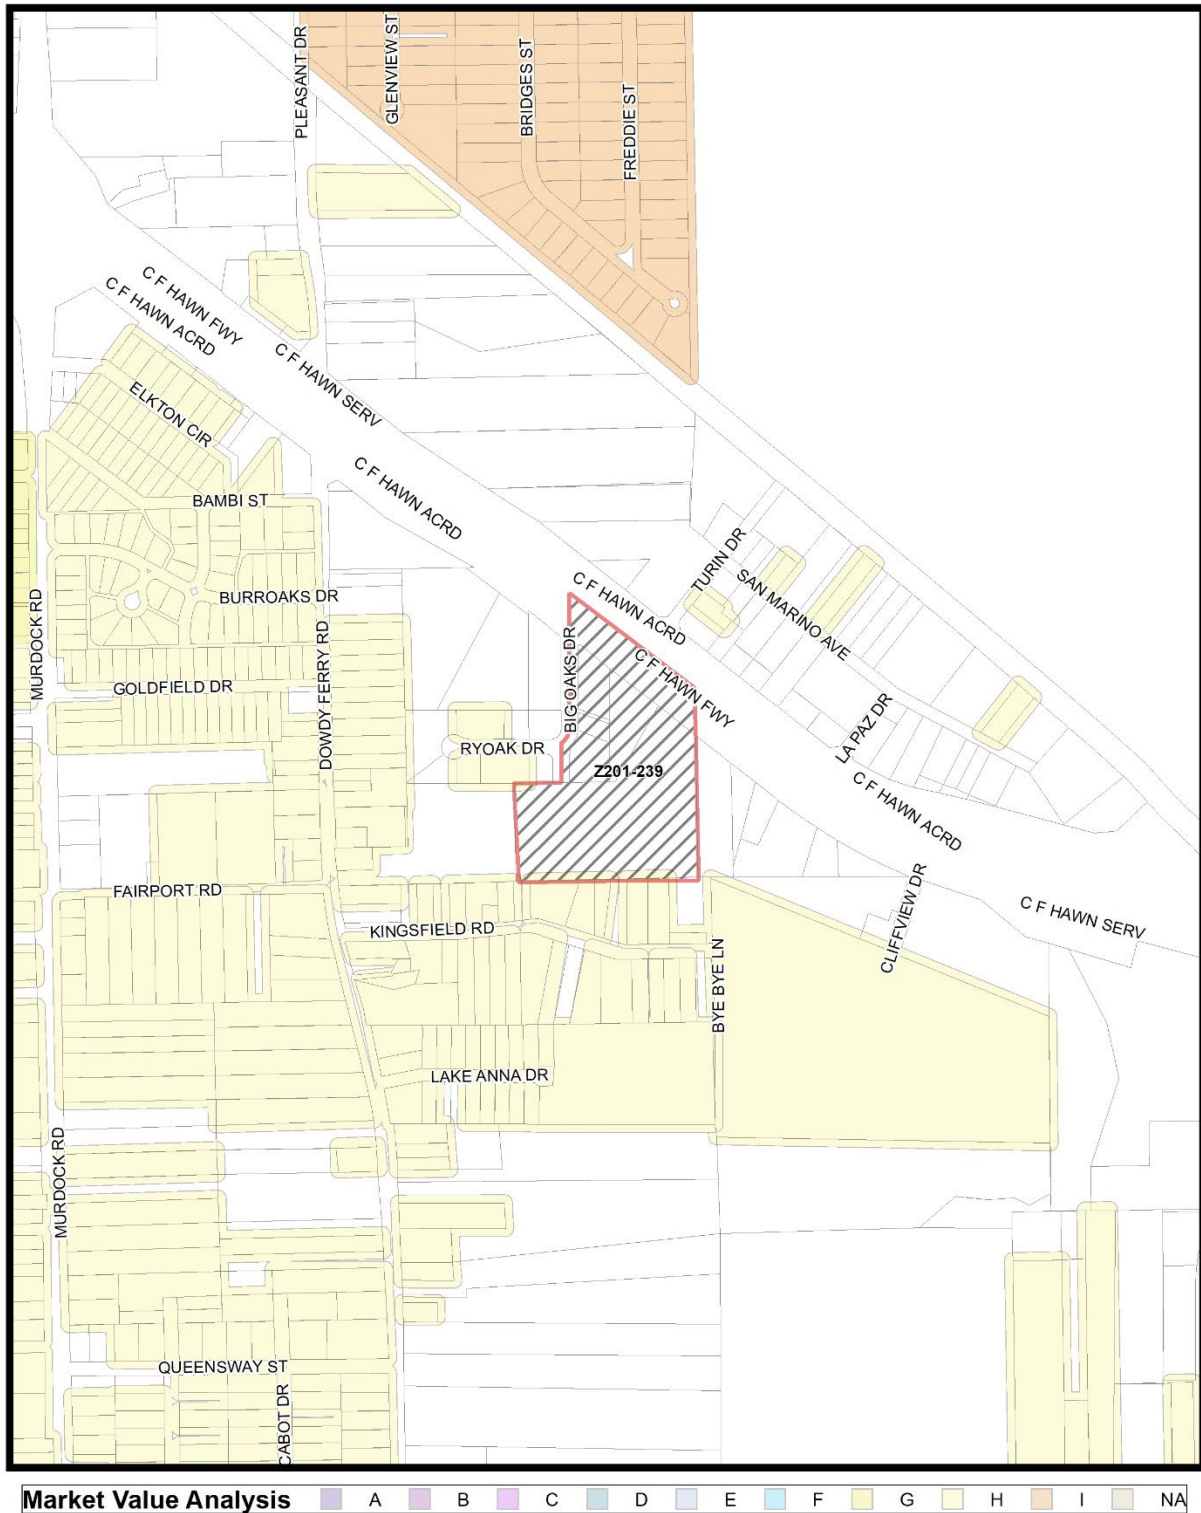 PLEASANT DR
GLENVIEW ST
BRIDGES ST
FREDDIE ST
C F HAWN FWY
C F HAWN ACRD
C F HAWN SERV
ELKTON CIR
C F HAWN ACRD
BAMBI ST
TURIN DR
SAN MARINO AVE
C F HAWN ACRD
BURROAKS DR
MURDOCK RD
DOWDY FERRY RD
BIG OAKS DR
C F HAWN FWY
GOLDFIELD DR
LA PAZ DR
RYOAK DR
Z201-239
C F HAWN ACRD
FAIRPORT RD
KINGSFIELD RD
CLIFFVIEW DR
C F HAWN SERV
BYE BYE LN
LAKE ANNA DR
MURDOCK RD
QUEENSWAY ST
CABOT DR
Market Value Analysis A B C D E F G H I NA